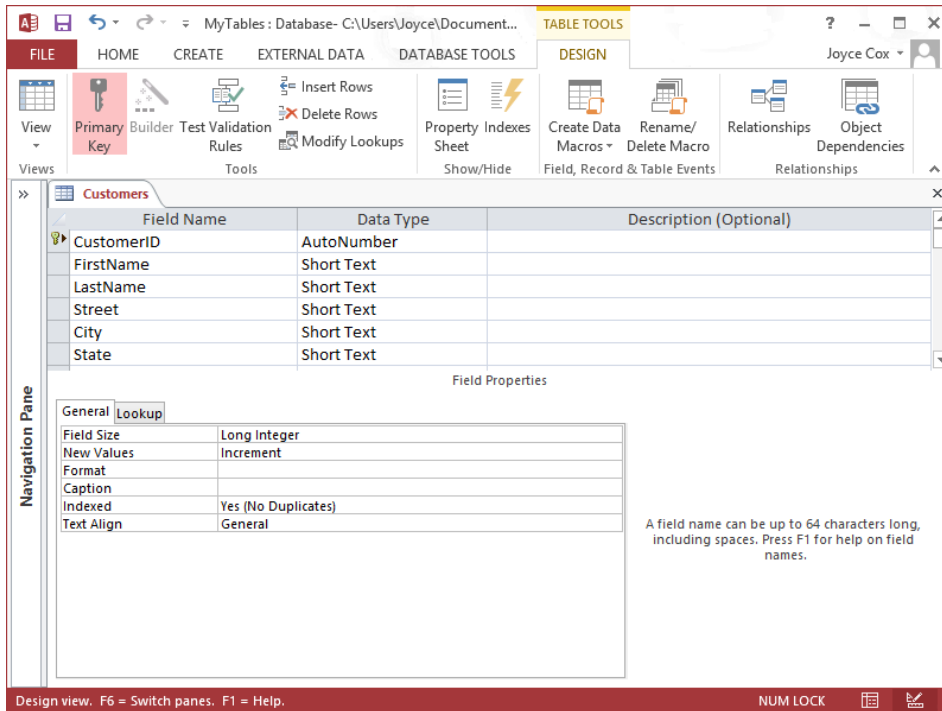 MyTables : Database- C:\Users\Joyce\Document... TABLE TOOLS ?
FILE HOME CREATE EXTERNAL DATA DATABASE TOOLS DESIGN Joyce Cox
View
Primary Key
Builder
Test Validation Rules
Insert Rows
Delete Rows
Modify Lookups
Property Sheet
Indexes
Create Data Macros
Rename/ Delete Macro
Relationships
Object Dependencies
Views Tools Show/Hide Field, Record & Table Events Relationships
» Customers
Field Name Data Type Description (Optional)
CustomerID AutoNumber
FirstName Short Text
LastName Short Text
Street Short Text
City Short Text
State Short Text
Navigation Pane
Field Properties
General Lookup
Field Size Long Integer
New Values Increment
Format
Caption
Indexed Yes (No Duplicates)
Text Align General
A field name can be up to 64 characters long,
including spaces. Press F1 for help on field
names.
Design view. F6 = Switch panes. F1 = Help. NUM LOCK